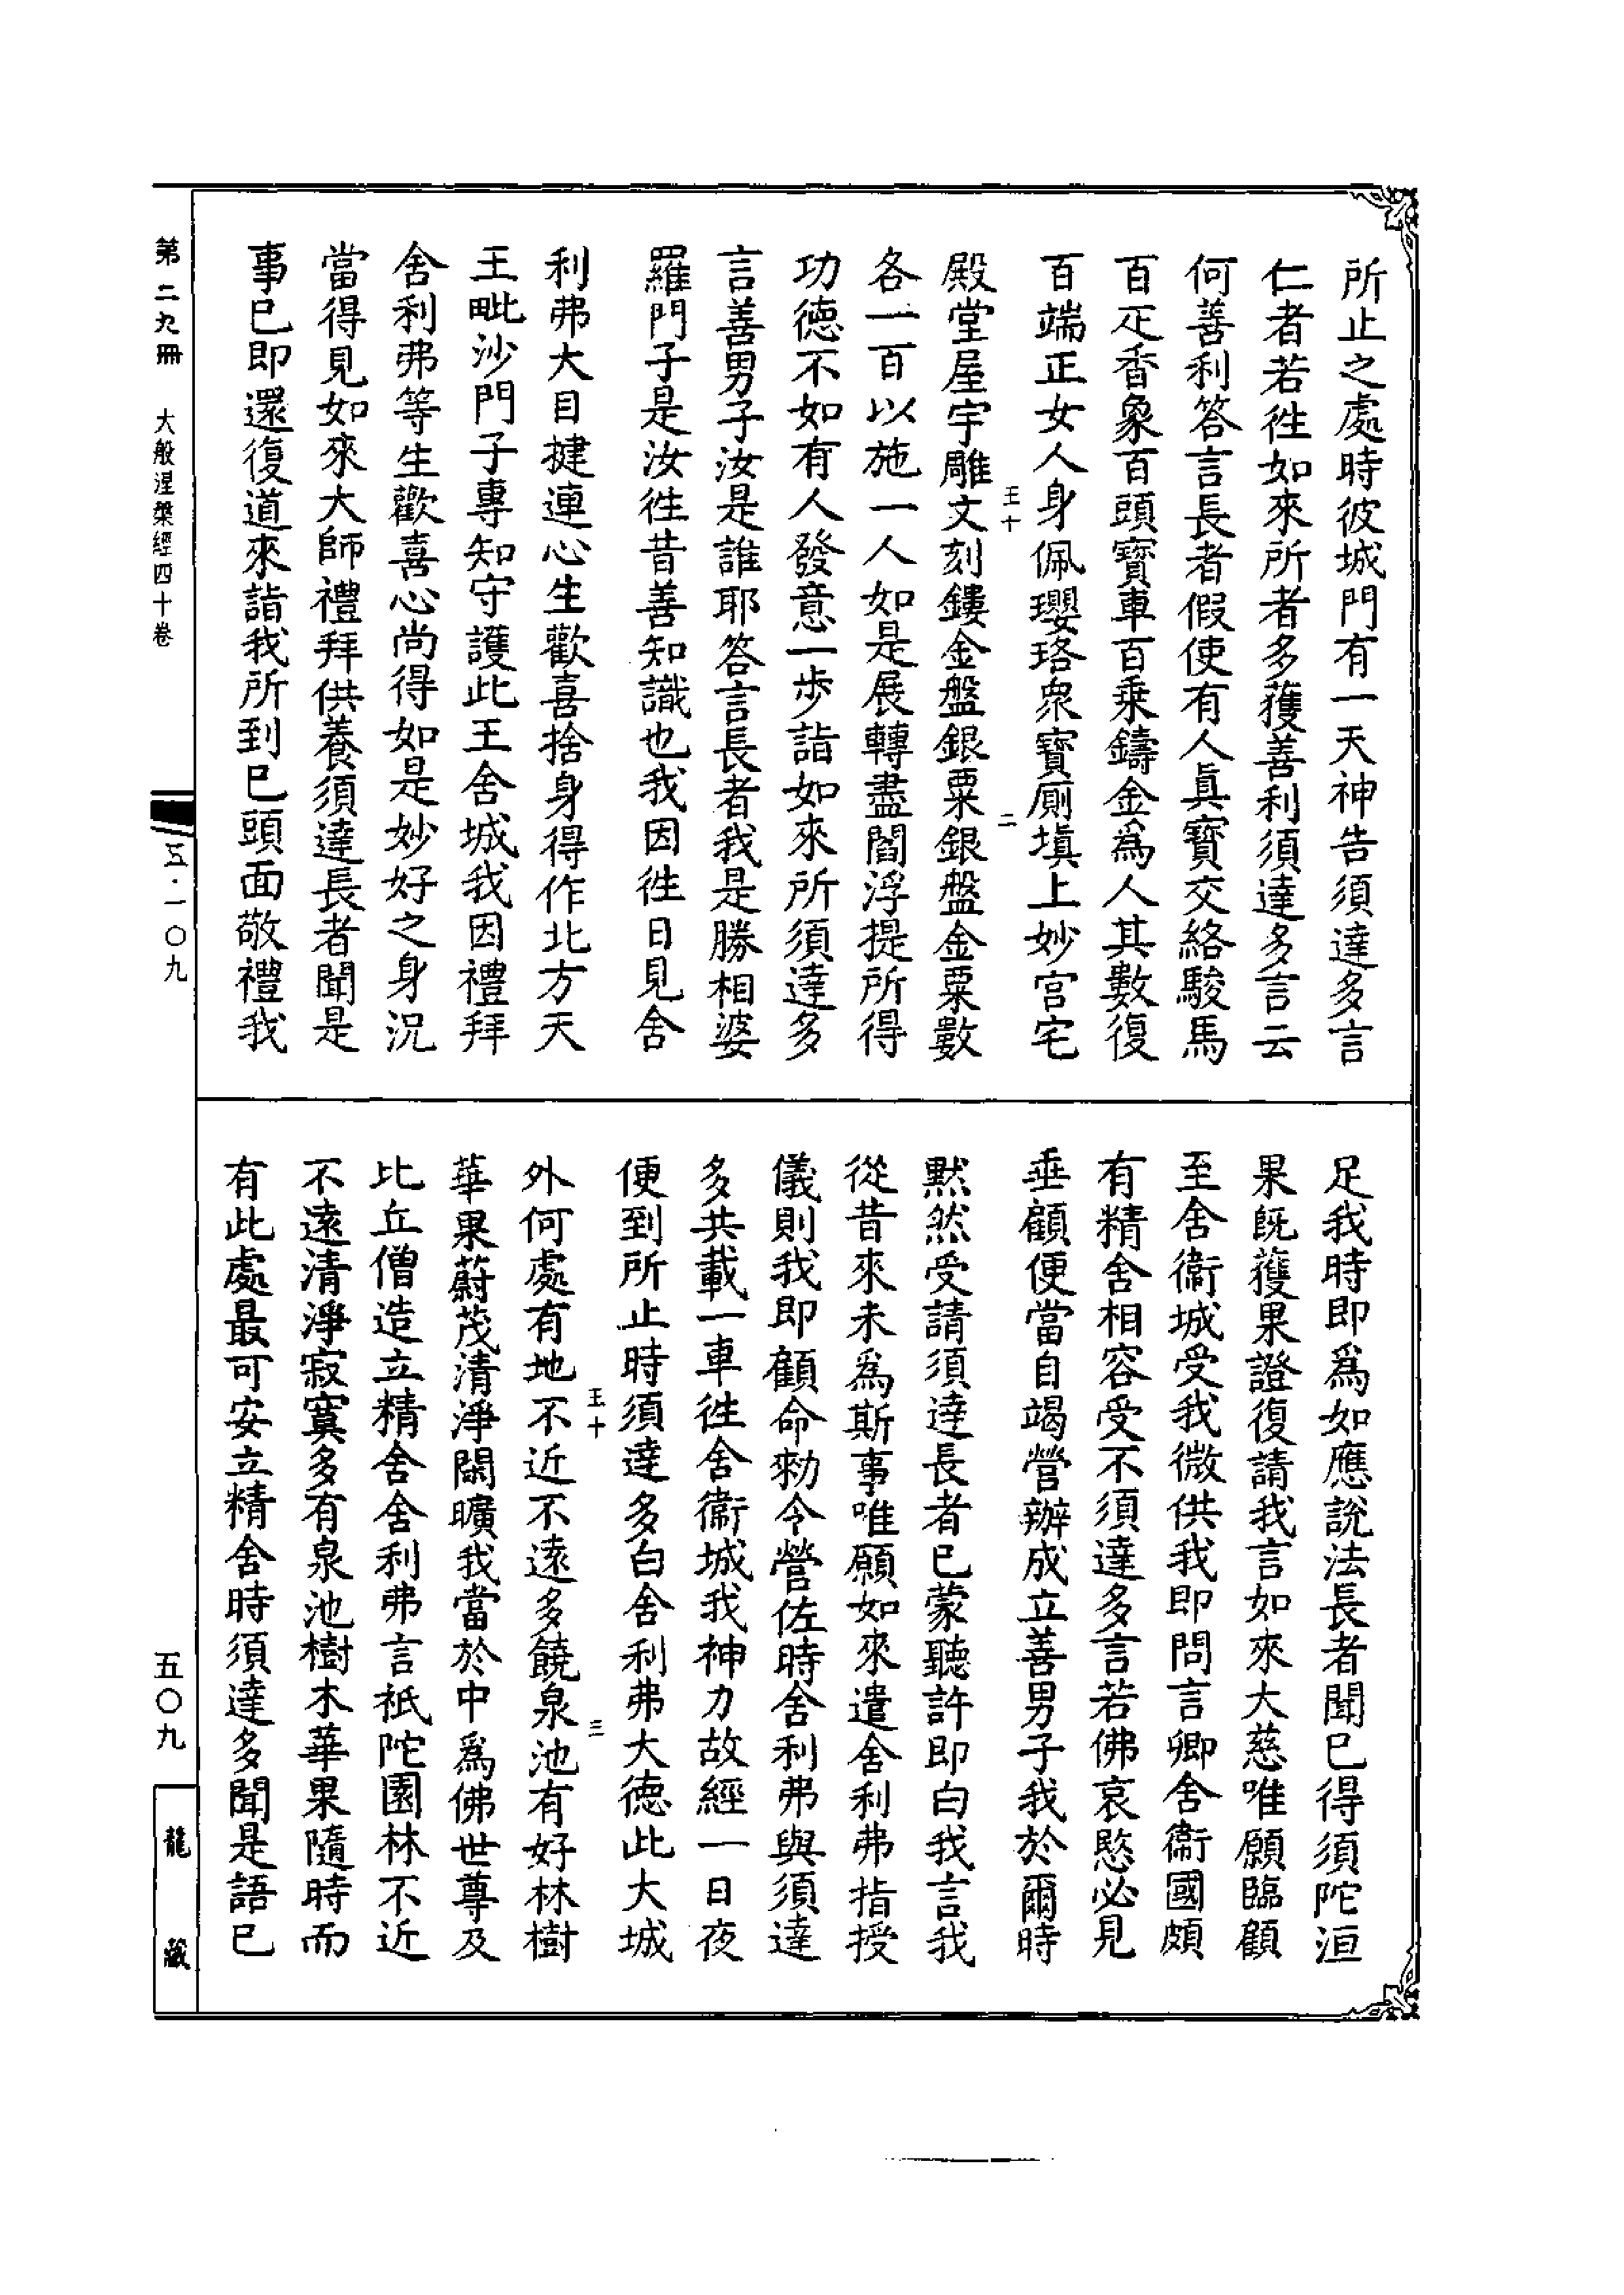 所止之處時彼城門有一天神告須達多言
仁者若徃如來所者多獲善利須達多言云
何善利答言長者假使有人眞寶交絡駿馬
百疋香象百頭寶車百乗鑄金爲人其數復
百端正女人身佩瓔珞衆寶厠塡上妙宫宅
王十
二
殿堂屋宇雕文刻鏤金盤銀粟銀盤金粟數
各一百以施一人如是展轉盡閻浮提所得
功徳不如有人發意一步詣如來所須達多
言善男子汝是誰耶答言長者我是勝相婆
羅門子是汝徃昔善知識也我因徃日見舍
利弗大目揵連心生歡喜捨身得作北方天
王毗沙門子專知守護此王舍城我因禮拜
舍利弗等生歡喜心尚得如是妙好之身況
當得見如來大師禮拜供養須達長者聞是
事已即還復道來詣我所到已頭面敬禮我
足我時即爲如應說法長者聞已得須陀洹
果既獲果證復請我言如來大慈唯願臨顧
至舍衞城受我微供我即問言卿舍衞國頗
有精舍相容受不須達多言若佛哀愍必見
垂顧便當自竭營辦成立善男子我於爾時
默然受請須達長者已蒙聽許即白我言我
從昔來未爲斯事唯願如來遣舍利弗指授
儀則我即顧命勑令營佐時舍利弗與須達
多共載一車徃舍衞城我神力故經一日夜
便到所止時須達多白舍利弗大徳此大城
王十
三
外何處有地不近不遠多饒泉池有好林樹
華果蔚茂清淨閑曠我當於中爲佛世尊及
比丘僧造立精舍舍利弗言祇陀園林不近
不遠清淨寂寞多有泉池樹木華果隨時而
有此處最可安立精舍時須達多聞是語已
第二九冊 大般涅槃經四十卷
五·一〇九
五〇九
龍藏